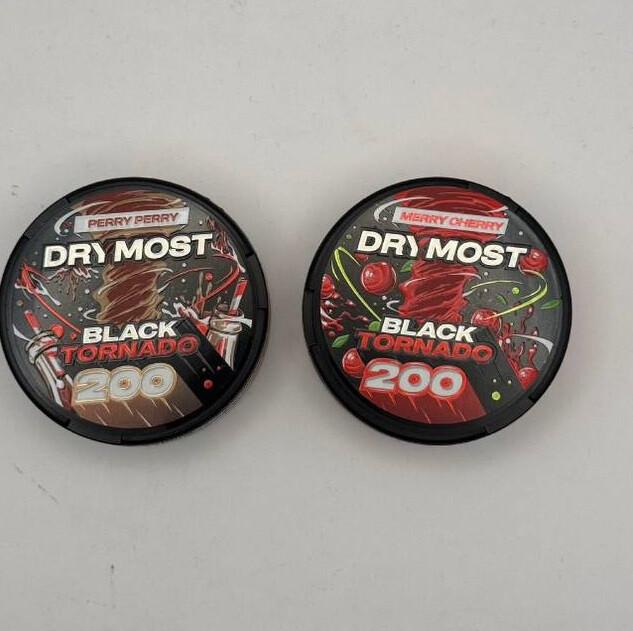 PERRY PERRY
DRY MOST
BLACK
TORNADO
200
MERRY CHERRY
DRY MOST
BLACK
TORNADO
200